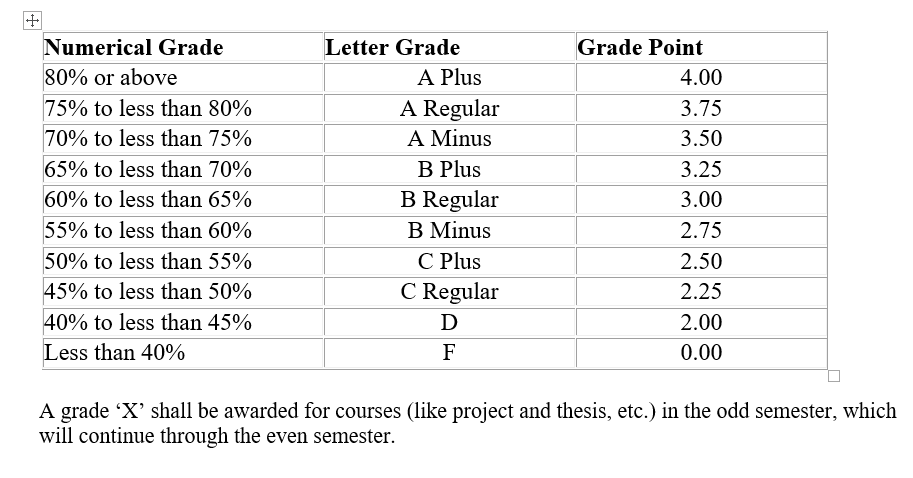 Numerical Grade Letter Grade Grade Point
80% or above A Plus 4.00
75% to less than 80% A Regular 3.75
70% to less than 75% A Minus 3.50
65% to less than 70% B Plus 3.25
60% to less than 65% B Regular 3.00
55% to less than 60% B Minus 2.75
50% to less than 55% C Plus 2.50
45% to less than 50% C Regular 2.25
40% to less than 45% D 2.00
Less than 40% F 0.00
A grade ‘X’ shall be awarded for courses (like project and thesis, etc.) in the odd semester, which
will continue through the even semester.